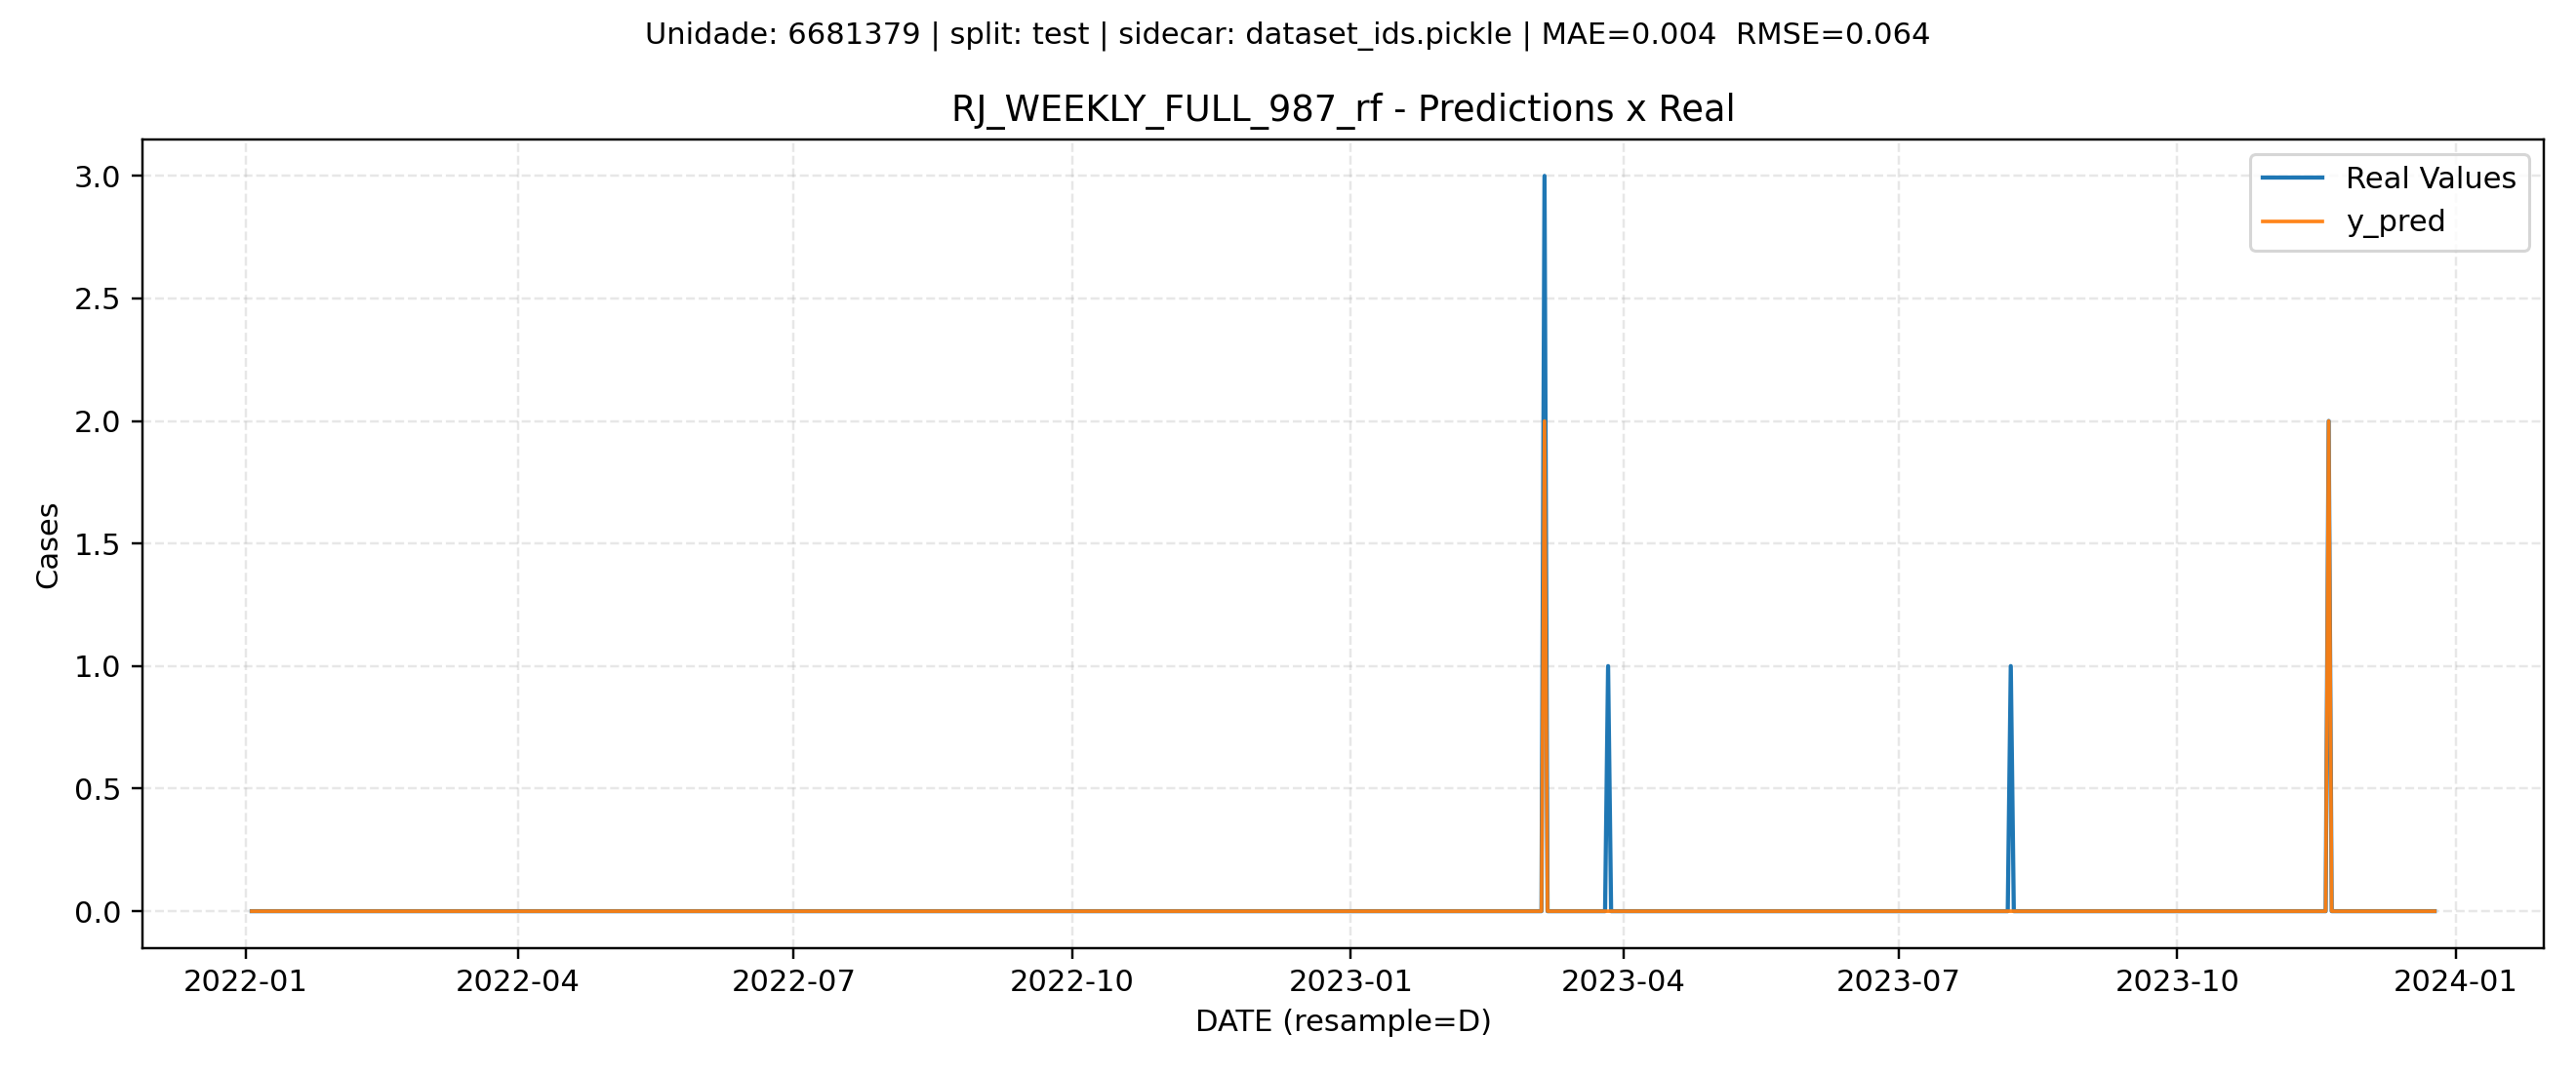 Unidade: 6681379 | split: test | sidecar: dataset_ids.pickle | MAE=0.004  RMSE=0.064
RJ_WEEKLY_FULL_987_rf - Predictions x Real
Real Values
y_pred
3.0
2.5
2.0
1.5
1.0
0.5
0.0
Cases
2022-01 2022-04 2022-07 2022-10 2023-01 2023-04 2023-07 2023-10 2024-01
DATE (resample=D)